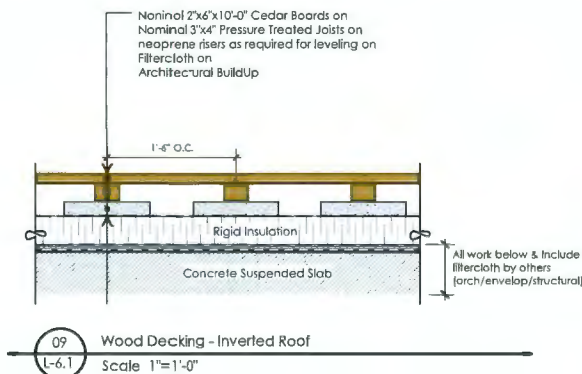 Noninal 2"x6"x10'-0" Cedar Boards on
Nominal 3"x4" Pressure Treated Joists on
neoprene risers as required for leveling on
Filtercloth on
Architectural BuildUp
1'-6" O.C.
Rigid Insulation
Concrete Suspended Slab
All work below & Include
filtercloth by others
(arch/envelop/structural)
09
L-6.1
Wood Decking - Inverted Roof
Scale 1"=1'-0"